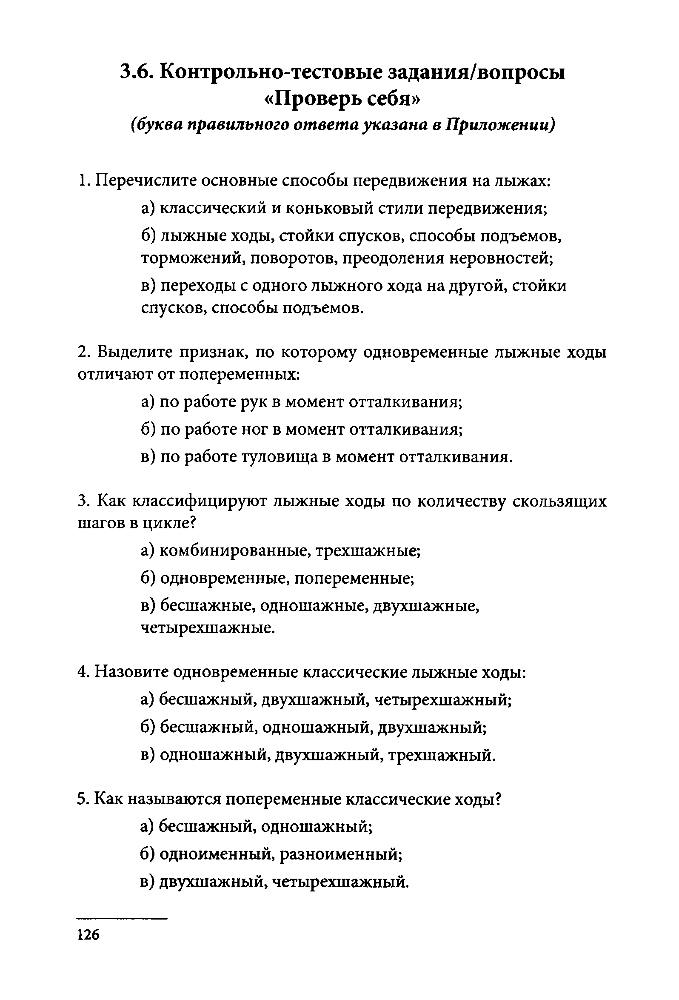 3.6. Контрольно-тестовые задания/вопросы
«Проверь себя»
(буква правильного ответа указана в Приложении)
1. Перечислите основные способы передвижения на лыжах:
а) классический и коньковый стили передвижения;
б) лыжные ходы, стойки спусков, способы подъемов,
торможений, поворотов, преодоления неровностей;
в) переходы с одного лыжного хода на другой, стойки
спусков, способы подъемов.
2. Выделите признак, по которому одновременные лыжные ходы
отличают от попеременных:
а) по работе рук в момент отталкивания;
б) по работе ног в момент отталкивания;
в) по работе туловища в момент отталкивания.
3. Как классифицируют лыжные ходы по количеству скользящих
шагов в цикле?
а) комбинированные, трехшажные;
б) одновременные, попеременные;
в) бесшажные, одношажные, двухшажные,
четырехшажные.
4. Назовите одновременные классические лыжные ходы:
а) бесшажный, двухшажный, четырехшажный;
б) бесшажный, одношажный, двухшажный;
в) одношажный, двухшажный, трехшажный.
5. Как называются попеременные классические ходы?
а) бесшажный, одношажный;
б) одноименный, разноименный;
в) двухшажный, четырехшажный.
126